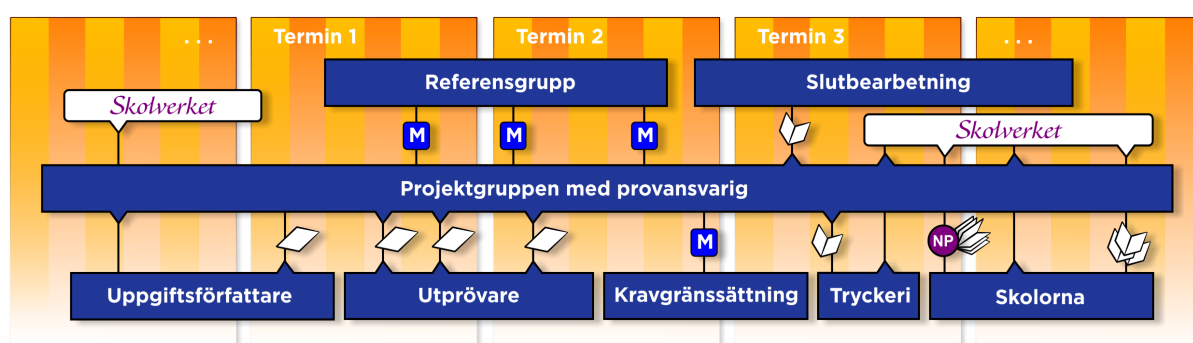 . . .
Termin 1
Termin 2
Termin 3
. . .
Referensgrupp
Slutbearbetning
Skolverket
Skolverket
M
M
M
Projektgruppen med provansvarig
M
NP
Uppgiftsförfattare
Utprövare
Kravgränssättning
Tryckeri
Skolorna